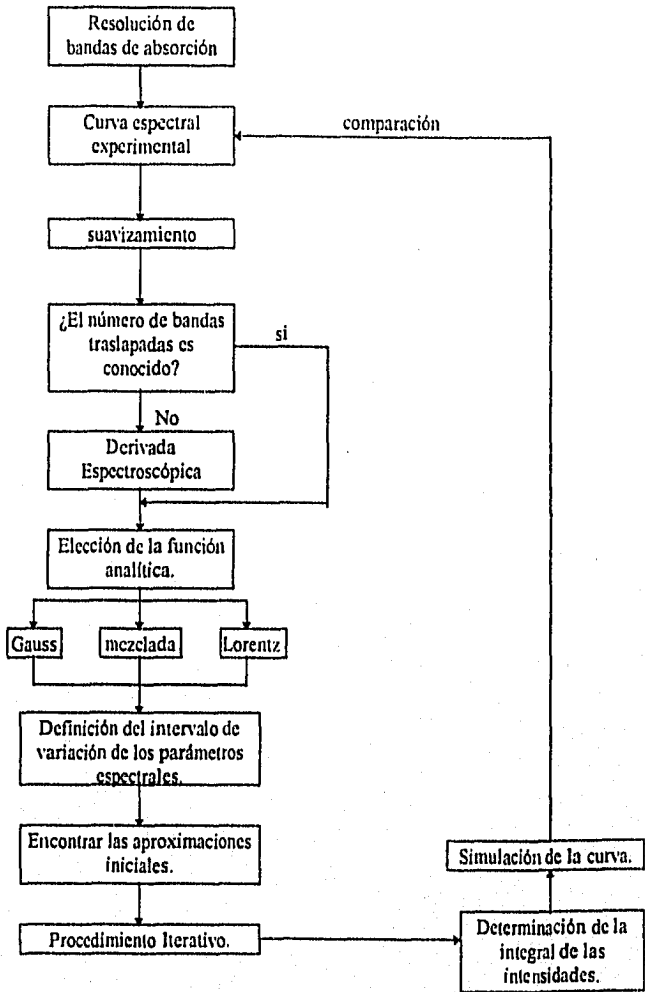 Resolución de
bandas de absorción
Curva espectral
experimental
comparación
suavizamiento
¿El número de bandas
traslapadas es
conocido?
si
No
Derivada
Espectroscópica
Elección de la función
analítica.
Gauss
mezclada
Lorentz
Definición del intervalo de
variación de los parámetros
espectrales.
Encontrar las aproximaciones
iniciales.
Simulación de la curva.
Procedimiento Iterativo.
Determinación de la
integral de las
intensidades.